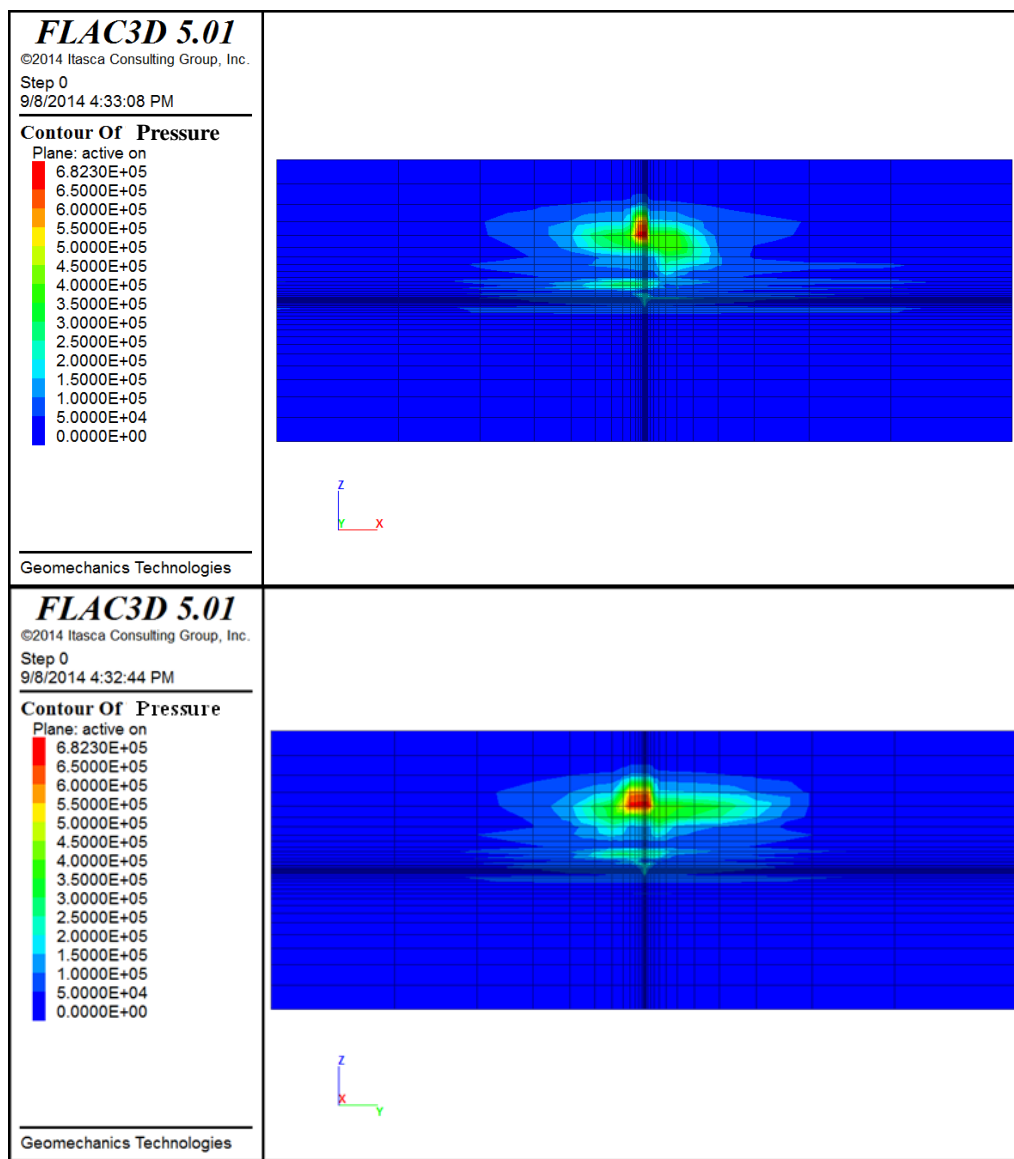 FLAC3D 5.01
©2014 Itasca Consulting Group, Inc.
Step 0
9/8/2014 4:33:08 PM
Contour Of Pressure
Plane: active on
6.8230E+05
6.5000E+05
6.0000E+05
5.5000E+05
5.0000E+05
4.5000E+05
4.0000E+05
3.5000E+05
3.0000E+05
2.5000E+05
2.0000E+05
1.5000E+05
1.0000E+05
5.0000E+04
0.0000E+00
Z
Y X
Geomechanics Technologies
FLAC3D 5.01
©2014 Itasca Consulting Group, Inc.
Step 0
9/8/2014 4:32:44 PM
Contour Of Pressure
Plane: active on
6.8230E+05
6.5000E+05
6.0000E+05
5.5000E+05
5.0000E+05
4.5000E+05
4.0000E+05
3.5000E+05
3.0000E+05
2.5000E+05
2.0000E+05
1.5000E+05
1.0000E+05
5.0000E+04
0.0000E+00
Z
X Y
Geomechanics Technologies